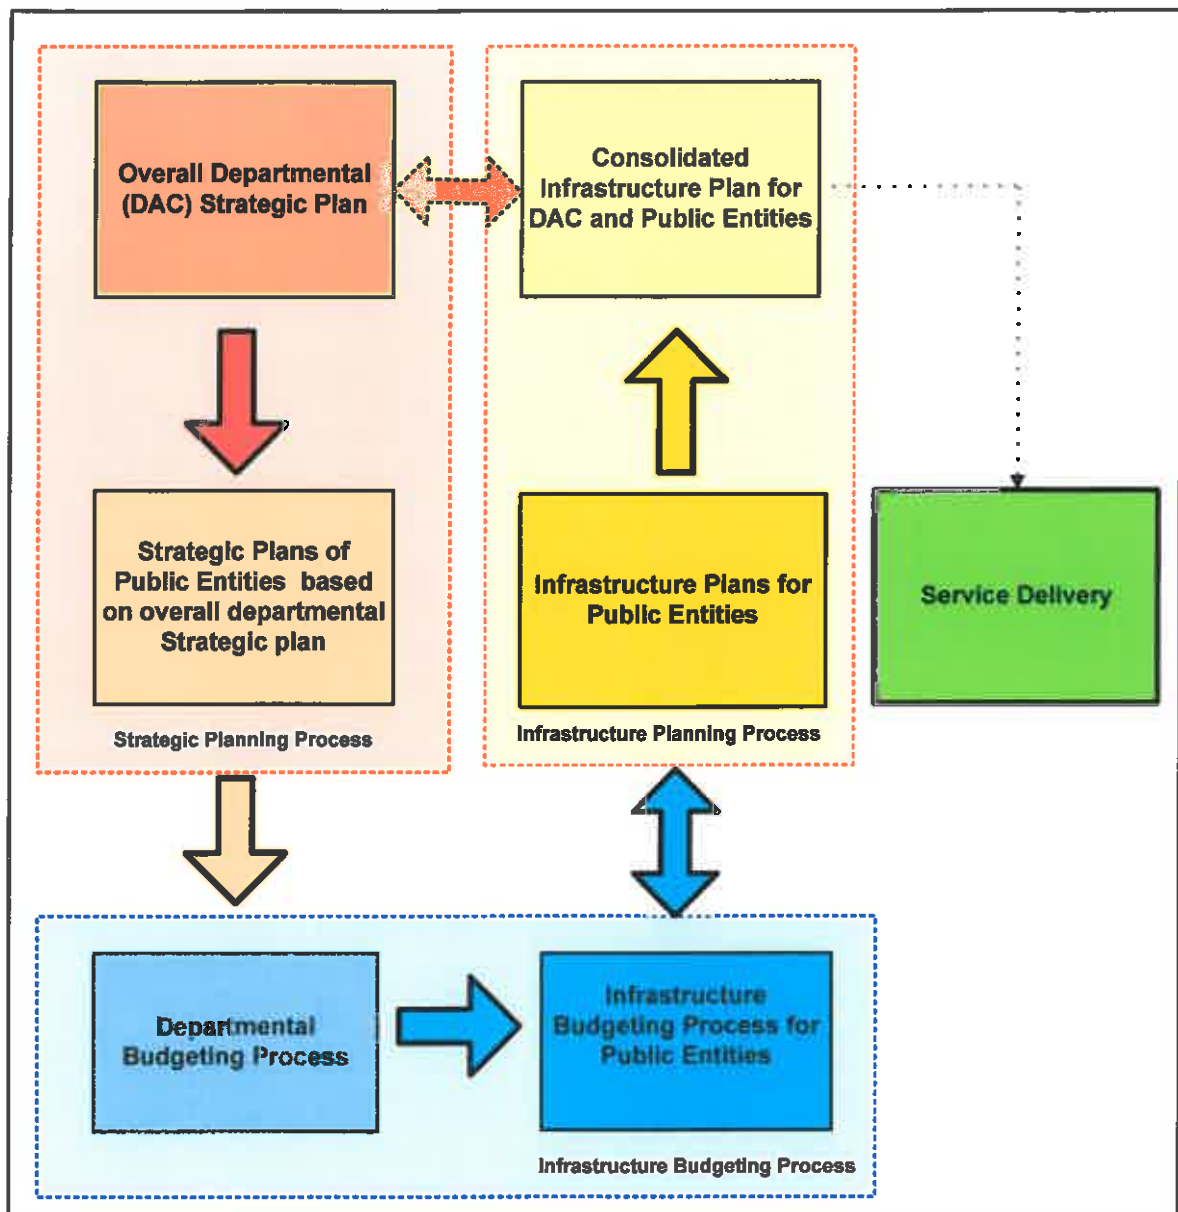 Overall Departmental
(DAC) Strategic Plan
Consolidated
Infrastructure Plan for
DAC and Public Entities
Strategic Plans of
Public Entities based
on overall departmental
Strategic plan
Infrastructure Plans for
Public Entities
Service Delivery
Strategic Planning Process
Infrastructure Planning Process
Departmental
Budgeting Process
Infrastructure
Budgeting Process for
Public Entities
Infrastructure Budgeting Process